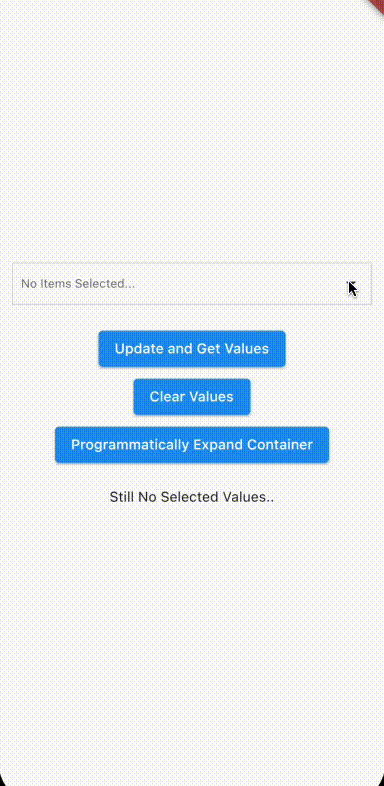 No Items Selected...
Update and Get Values
Clear Values
Programmatically Expand Container
Still No Selected Values..